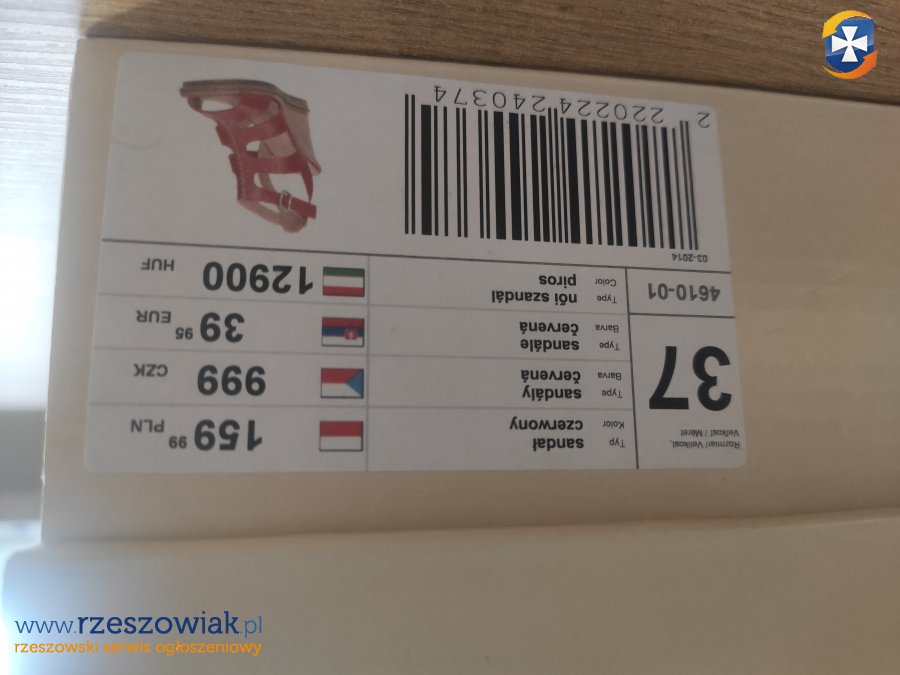 Rozmiar/ Veľikost,
Veľkosť / Méret
37
4610-01
03-2014
Typ sandał
Kolor czerwony
159 99 PLN
Type sandály
Barva červená
999 CZK
Type sandále
Barva červená
39 95 EUR
Type női szandál
Color piros
12900 HUF
2 220224 240374
www.rzeszowiak.pl
rzeszowski serwis ogłoszeniowy